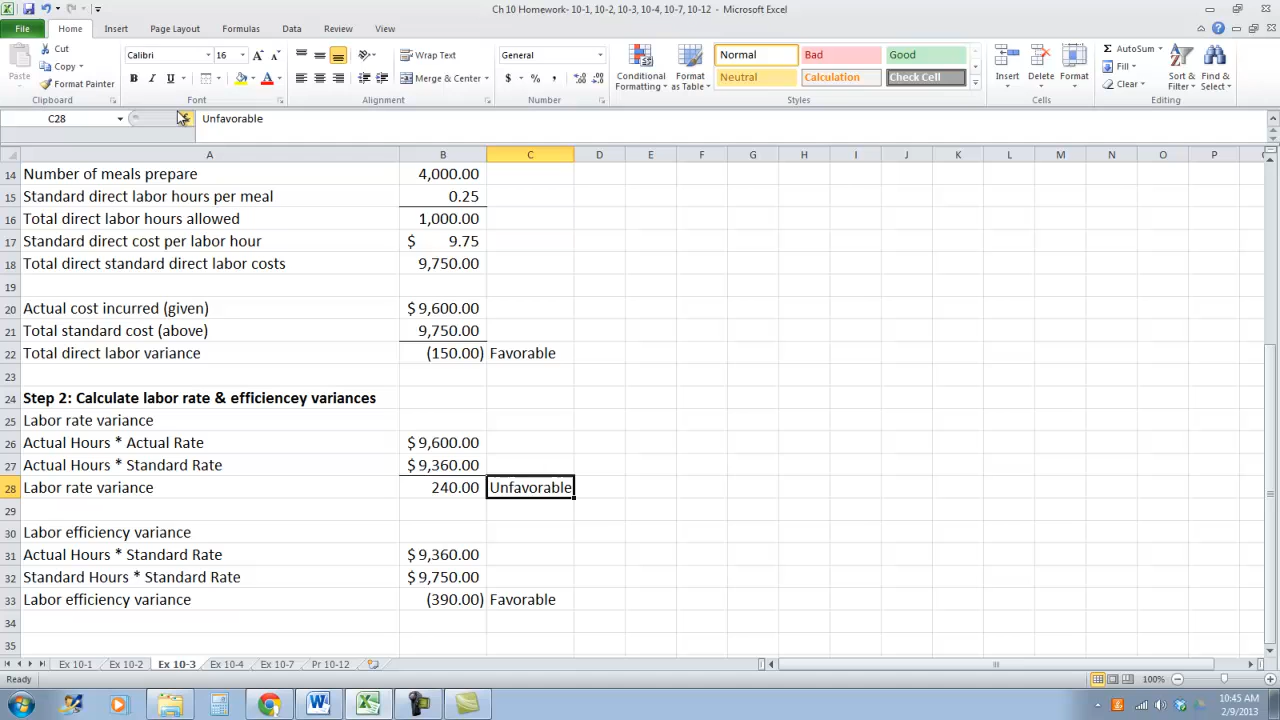 Ch 10 Homework- 10-1, 10-2, 10-3, 10-4, 10-7, 10-12 - Microsoft Excel
File Home Insert Page Layout Formulas Data Review View
Paste
Cut
Copy
Format Painter
Clipboard
Calibri 16
B I U
Font
Wrap Text
Merge & Center
Alignment
General
$ % ,
Number
Conditional Formatting
Format as Table
Normal Bad Good
Neutral Calculation Check Cell
Styles
Insert Delete Format
Cells
AutoSum
Fill
Clear
Sort & Filter
Find & Select
Editing
C28 Unfavorable
A B C D E F G H I J K L M N O P
14 Number of meals prepare 4,000.00
15 Standard direct labor hours per meal 0.25
16 Total direct labor hours allowed 1,000.00
17 Standard direct cost per labor hour $ 9.75
18 Total direct standard direct labor costs 9,750.00
19
20 Actual cost incurred (given) $ 9,600.00
21 Total standard cost (above) 9,750.00
22 Total direct labor variance (150.00) Favorable
23
24 Step 2: Calculate labor rate & efficiencey variances
25 Labor rate variance
26 Actual Hours * Actual Rate $ 9,600.00
27 Actual Hours * Standard Rate $ 9,360.00
28 Labor rate variance 240.00 Unfavorable
29
30 Labor efficiency variance
31 Actual Hours * Standard Rate $ 9,360.00
32 Standard Hours * Standard Rate $ 9,750.00
33 Labor efficiency variance (390.00) Favorable
34
35
Ex 10-1 Ex 10-2 Ex 10-3 Ex 10-4 Ex 10-7 Pr 10-12
Ready 100%
10:45 AM
2/9/2013